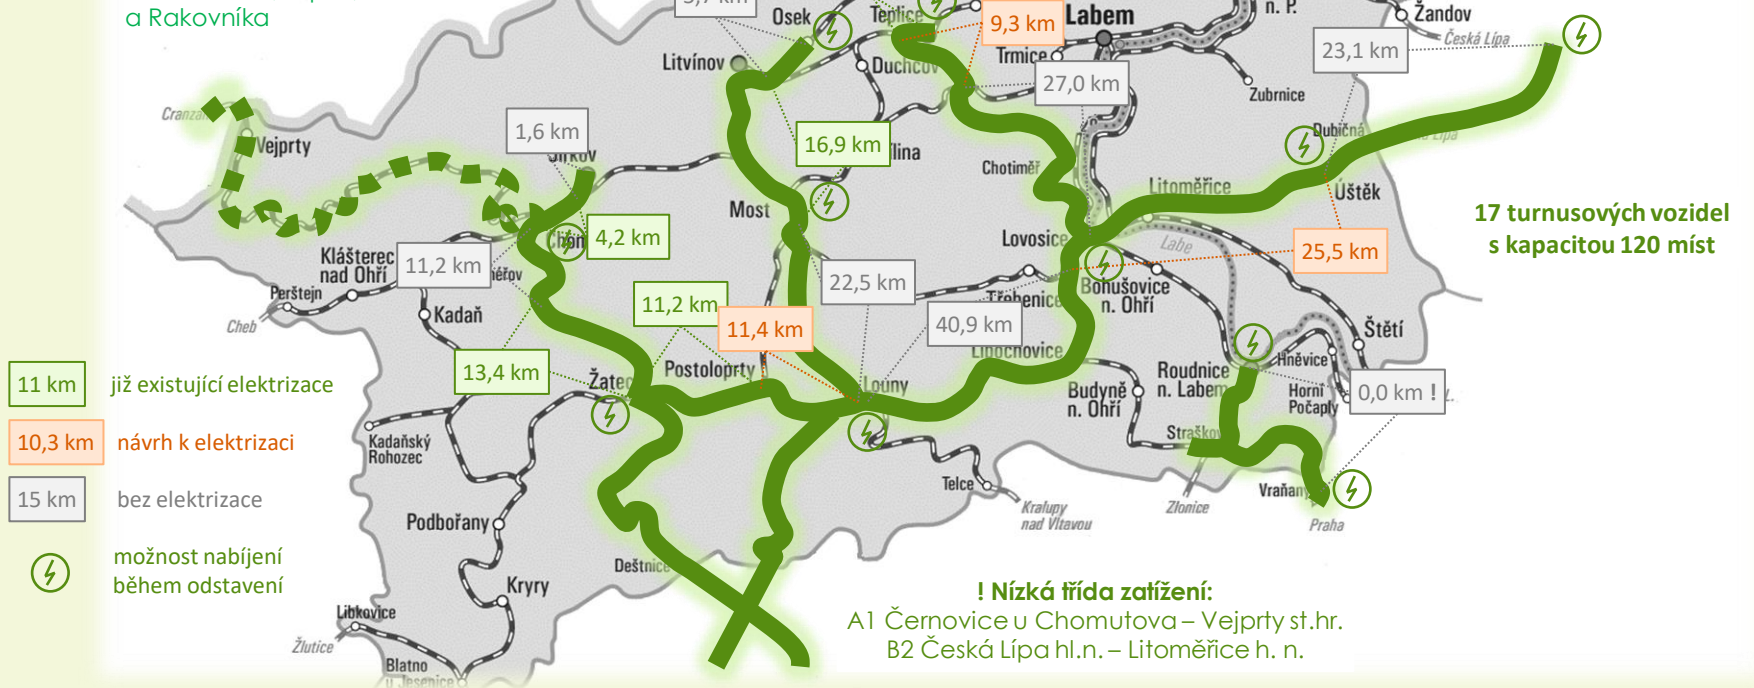 a Rakovníka
Osek
Teplice
9,3 km
Labem
n. P.
Žandov
Česká Lípa
23,1 km
Litvínov
Duchcov
Trmice
27,0 km
Zubrnice
Vejprty
1,6 km
Jirkov
16,9 km
Dubičná
Chotiměř
Litoměřice
Úštěk
17 turnusových vozidel
s kapacitou 120 míst
Most
4,2 km
Lovosice
Labe
25,5 km
Klášterec
nad Ohří
11,2 km
22,5 km
Bohušovice
n. Ohří
Třebenice
Perštejn
Cheb
Kadaň
11,2 km
11,4 km
40,9 km
Libochovice
Štětí
Hněvice
11 km
již existující elektrizace
13,4 km
Žatec
Postoloprty
Louny
Budyně
n. Ohří
Roudnice
n. Labem
Horní
Počaply
0,0 km !
10,3 km
návrh k elektrizaci
Kadaňský
Rohozec
Straškov
15 km
bez elektrizace
Telce
Kralupy
nad Vltavou
Zlonice
Vraňany
Praha
Podbořany
možnost nabíjení
během odstavení
Deštnice
Kryry
! Nízká třída zatížení:
A1 Černovice u Chomutova – Vejprty st.hr.
B2 Česká Lípa hl.n. – Litoměřice h. n.
Libkovice
Žlutice
Blatno
u Jesenice